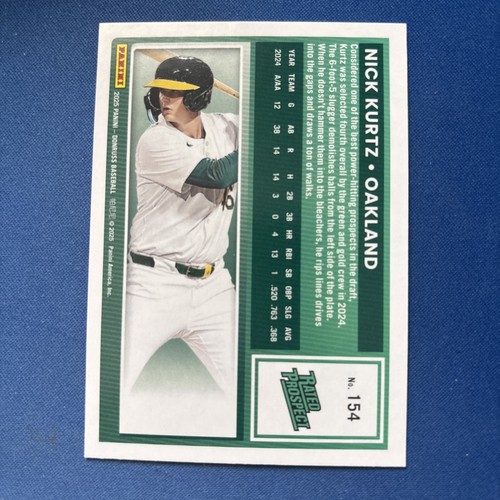 NICK KURTZ • OAKLAND
Considered one of the best power-hitting prospects in the draft,
Kurtz was selected fourth overall by the green and gold crew in 2024.
The 6-foot-5 slugger demolishes balls from the left side of the plate.
When he doesn't hammer them into the bleachers, he rips lines drives
into the gaps and draws a ton of walks.
YEAR TEAM G AB R H 2B 3B HR RBI SB OBP SLG AVG
2024 A/AA 12 38 14 14 3 0 4 13 1 .520 .763 .368
No. 154
RATED
PROSPECT
PANINI
2025 PANINI – DONRUSS BASEBALL © 2025 Panini America, Inc.